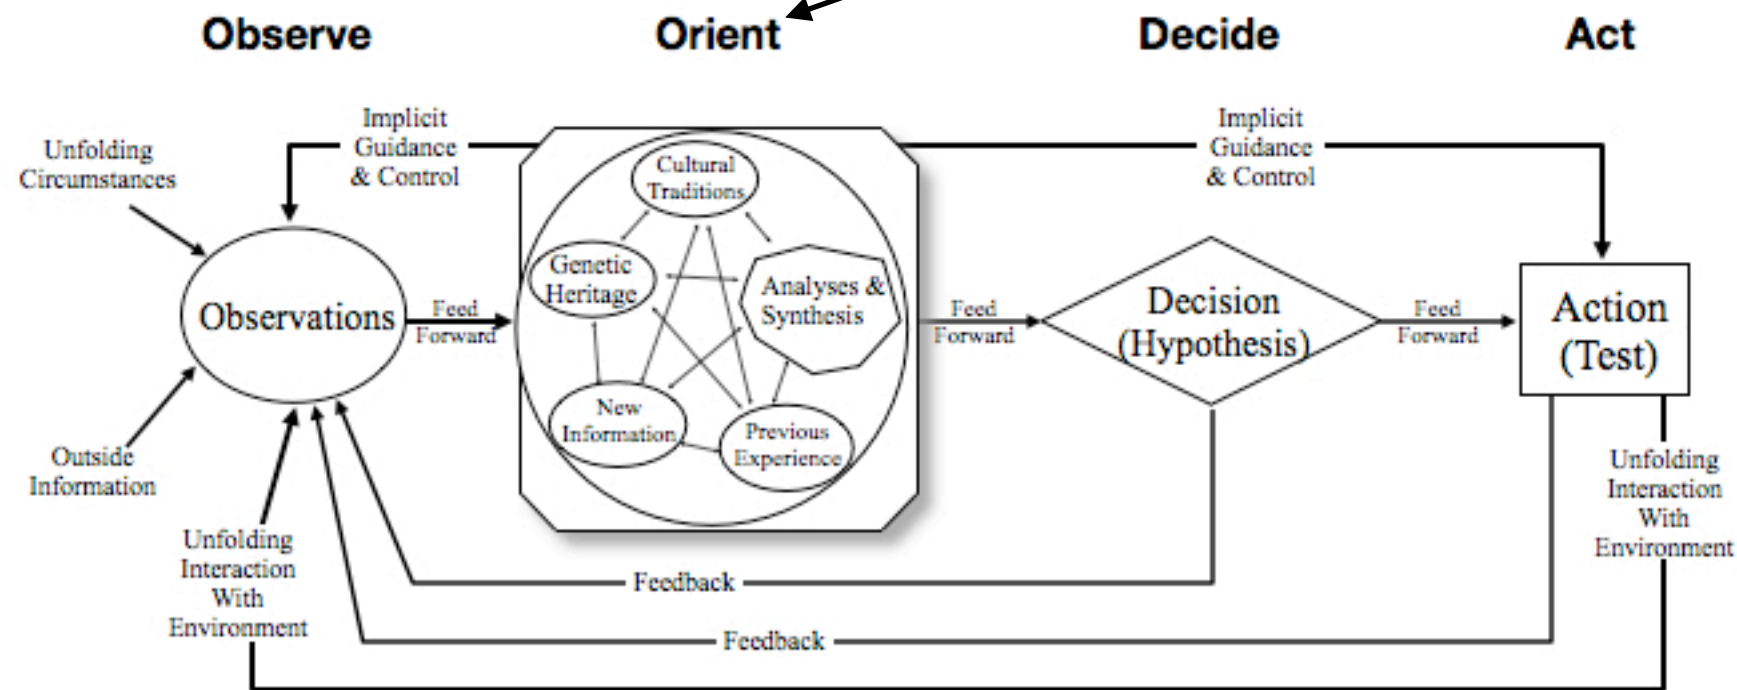 Observe
Orient
Decide
Act
Implicit
Guidance
& Control
Implicit
Guidance
& Control
Unfolding
Circumstances
Cultural
Traditions
Genetic
Heritage
Analyses &
Synthesis
Observations
Feed
Forward
Feed
Forward
Decision
(Hypothesis)
Feed
Forward
Action
(Test)
New
Information
Previous
Experience
Outside
Information
Unfolding
Interaction
With
Environment
Unfolding
Interaction
With
Environment
Feedback
Feedback